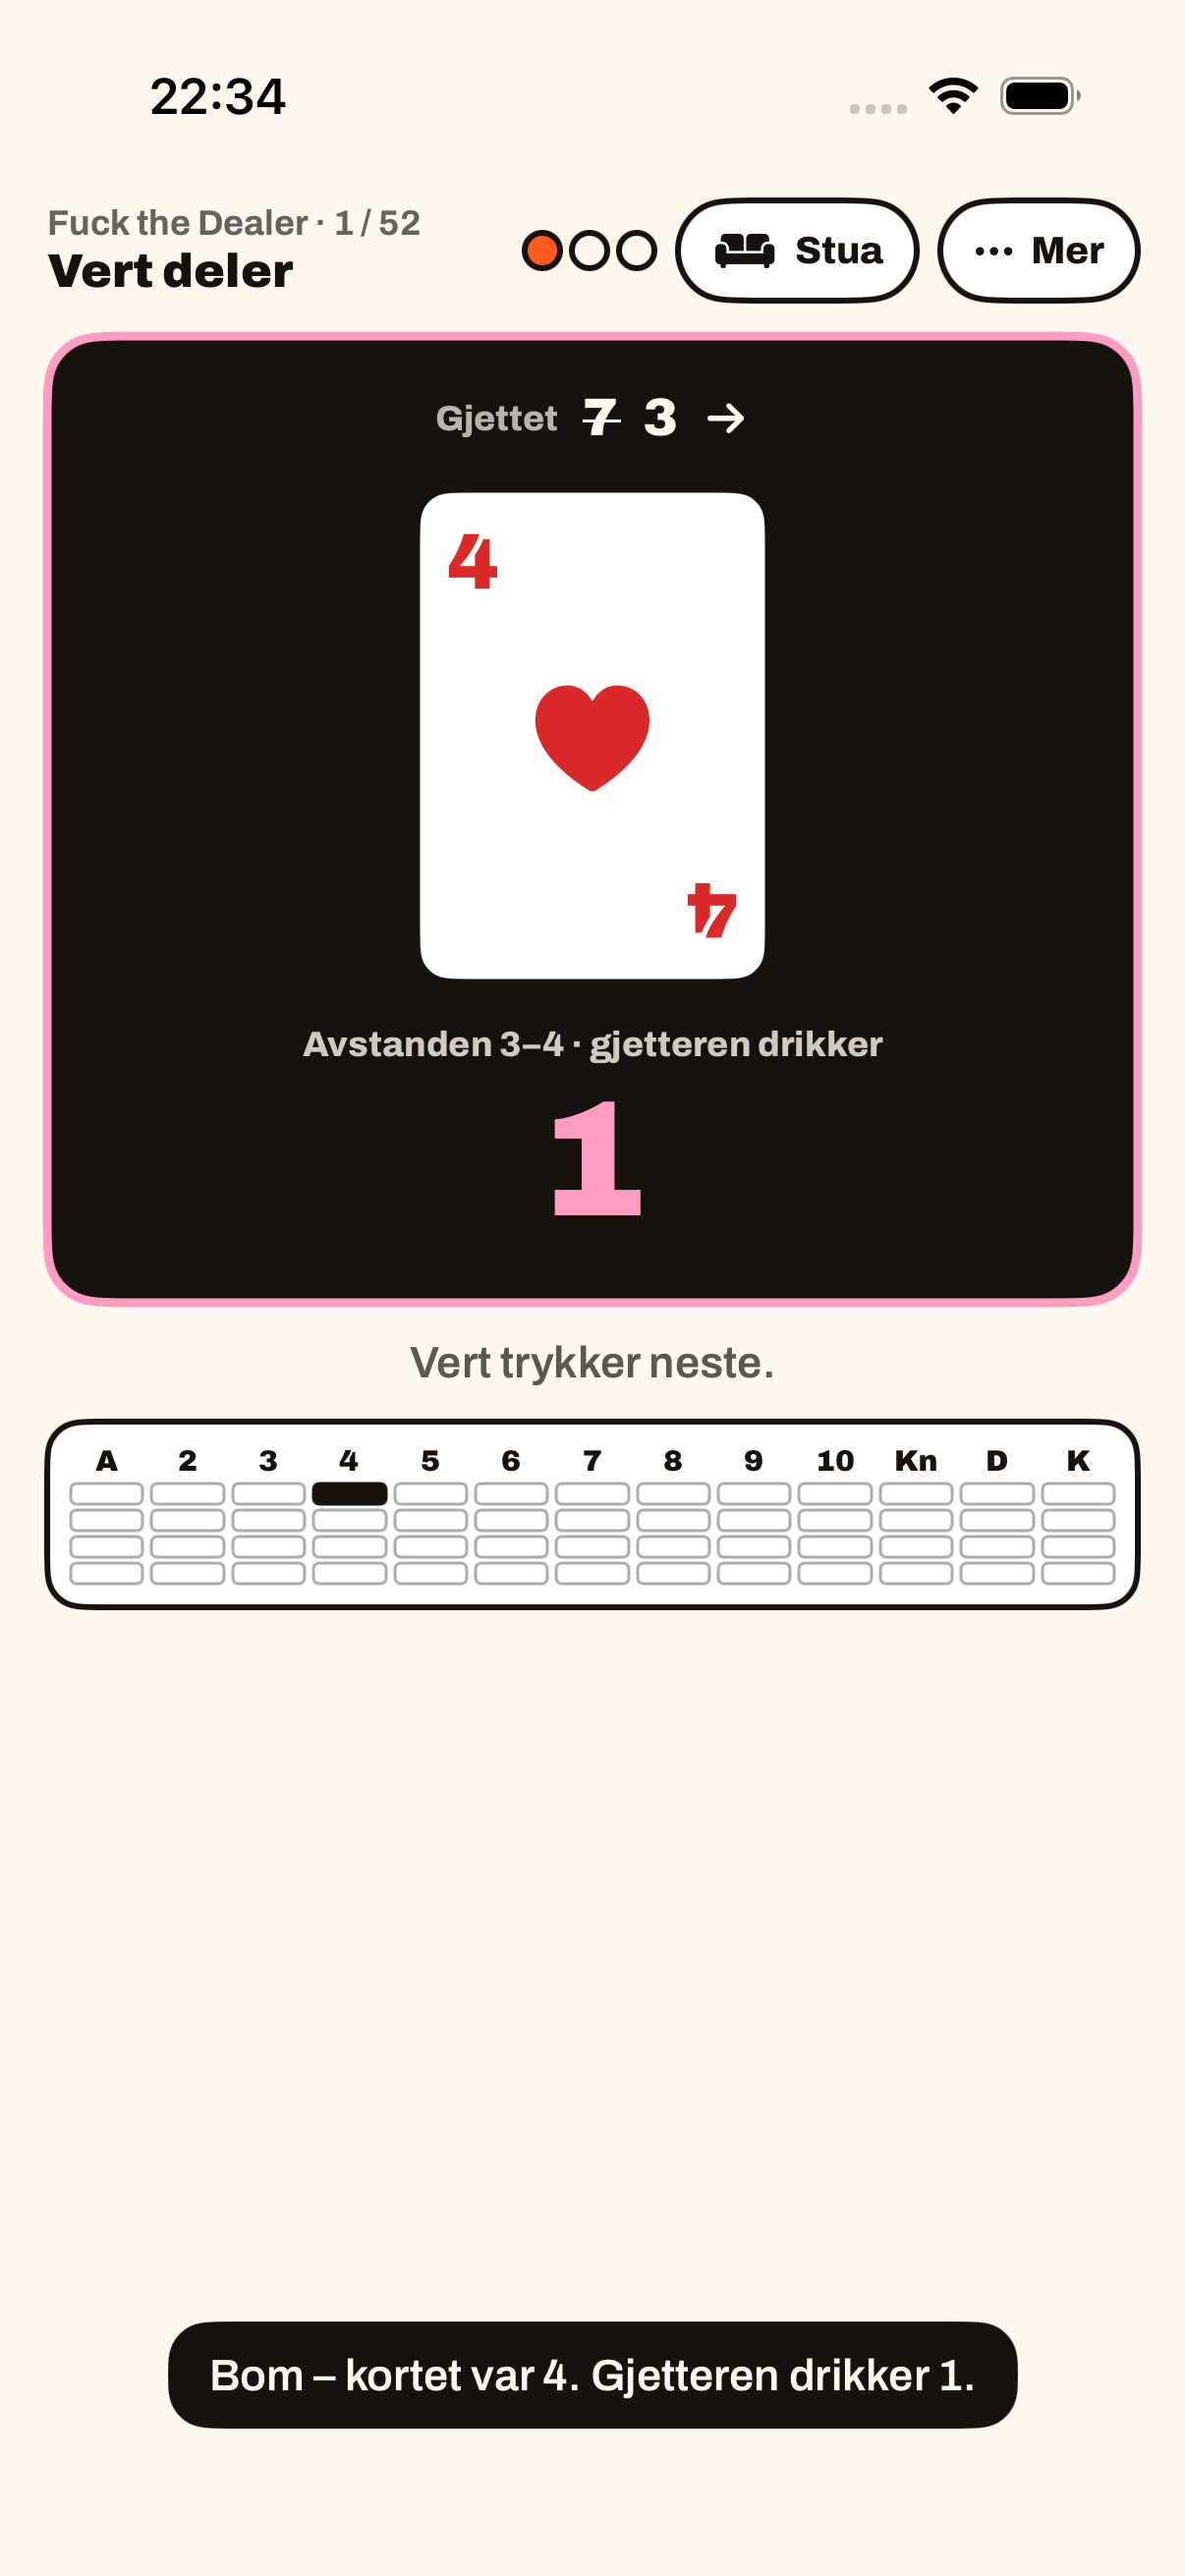 22:34
Fuck the Dealer · 1 / 52
Vert deler
Stua
Mer
Gjettet 7 3 →
4
4
Avstanden 3–4 · gjetteren drikker
1
Vert trykker neste.
A 2 3 4 5 6 7 8 9 10 Kn D K
Bom – kortet var 4. Gjetteren drikker 1.